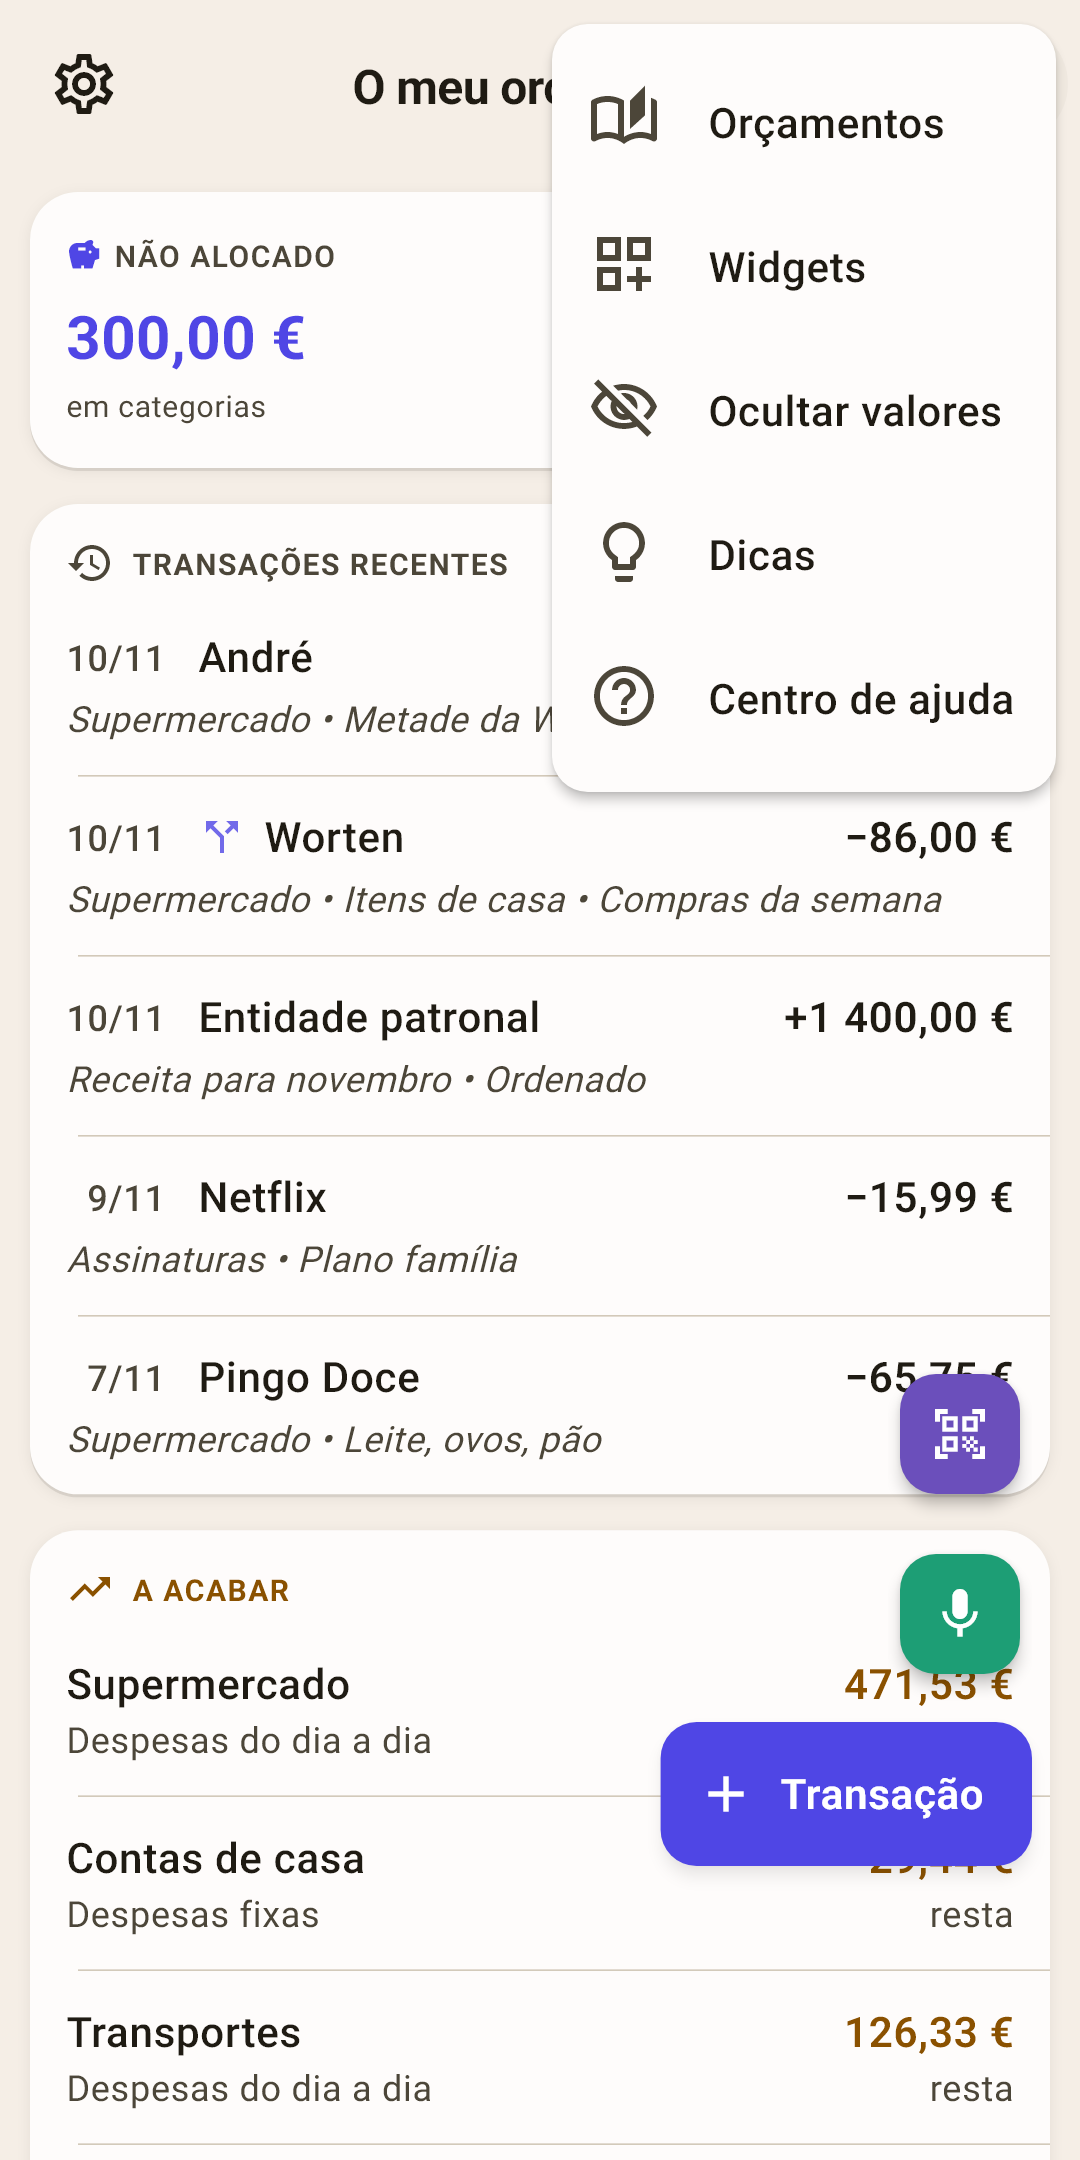 O meu
Orçamentos
Widgets
Ocultar valores
Dicas
Centro de ajuda
NÃO ALOCADO
300,00 €
em categorias
TRANSAÇÕES RECENTES
10/11 André
Supermercado • Metade da
10/11 Worten −86,00 €
Supermercado • Itens de casa • Compras da semana
10/11 Entidade patronal +1 400,00 €
Receita para novembro • Ordenado
9/11 Netflix −15,99 €
Assinaturas • Plano família
7/11 Pingo Doce −65,75 €
Supermercado • Leite, ovos, pão
A ACABAR
Supermercado 471,53 €
Despesas do dia a dia
+ Transação
Contas de casa
Despesas fixas resta
Transportes 126,33 €
Despesas do dia a dia resta